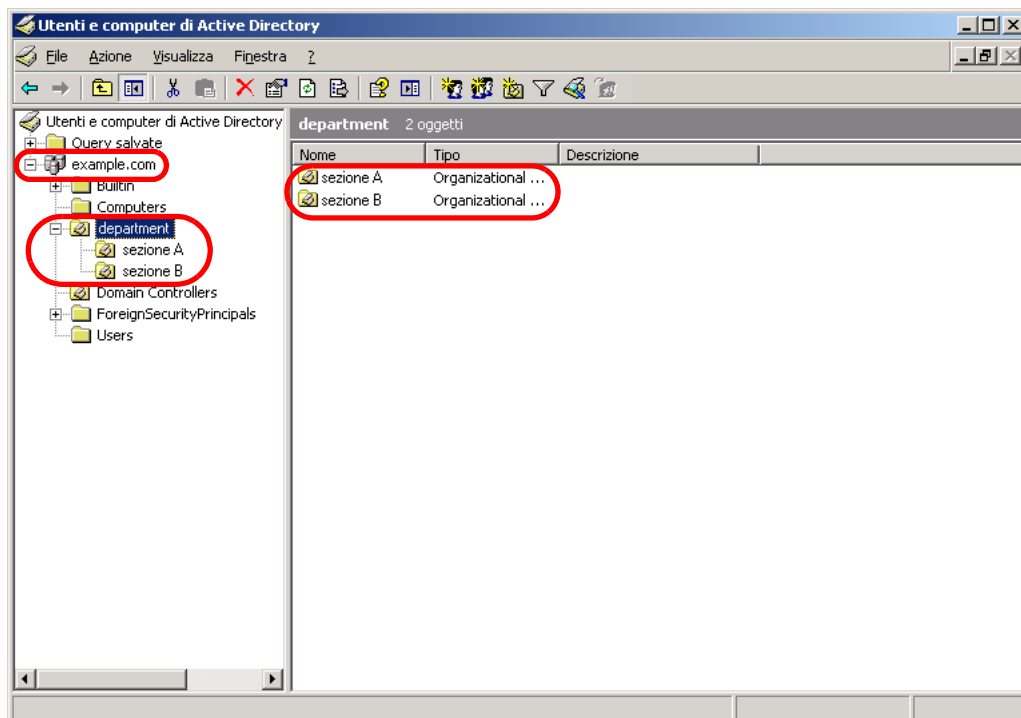 Utenti e computer di Active Directory
File Azione Visualizza Finestra ?
Utenti e computer di Active Directory
Query salvate
example.com
Builtin
Computers
department
sezione A
sezione B
Domain Controllers
ForeignSecurityPrincipals
Users
department 2 oggetti
Nome Tipo Descrizione
sezione A Organizational ...
sezione B Organizational ...